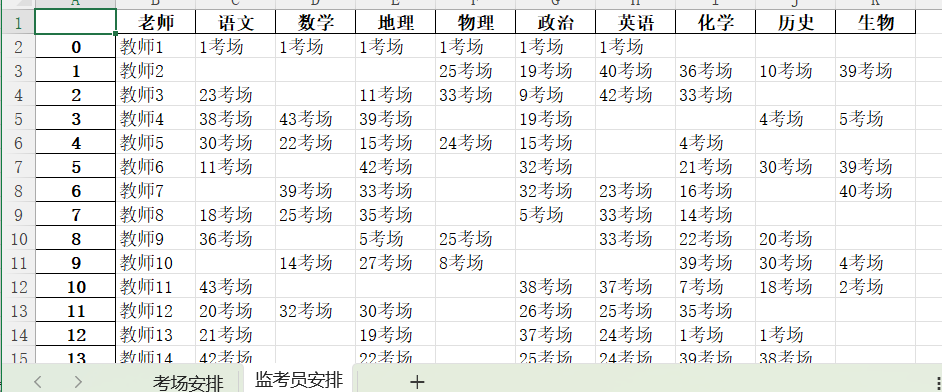 A B C D E F G H I J K
1 老师 语文 数学 地理 物理 政治 英语 化学 历史 生物
2 0 教师1 1考场 1考场 1考场 1考场 1考场 1考场
3 1 教师2 25考场 19考场 40考场 36考场 10考场 39考场
4 2 教师3 23考场 11考场 33考场 9考场 42考场 33考场
5 3 教师4 38考场 43考场 39考场 19考场 4考场 5考场
6 4 教师5 30考场 22考场 15考场 24考场 15考场 4考场
7 5 教师6 11考场 42考场 32考场 21考场 30考场 39考场
8 6 教师7 39考场 33考场 32考场 23考场 16考场 40考场
9 7 教师8 18考场 25考场 35考场 5考场 33考场 14考场
10 8 教师9 36考场 5考场 25考场 33考场 22考场 20考场
11 9 教师10 14考场 27考场 8考场 39考场 30考场 4考场
12 10 教师11 43考场 38考场 37考场 7考场 18考场 2考场
13 11 教师12 20考场 32考场 30考场 26考场 25考场 35考场
14 12 教师13 21考场 19考场 37考场 24考场 1考场 1考场
15 13 教师14 42考场 22考场 25考场 24考场 39考场 38考场
考场安排 监考员安排